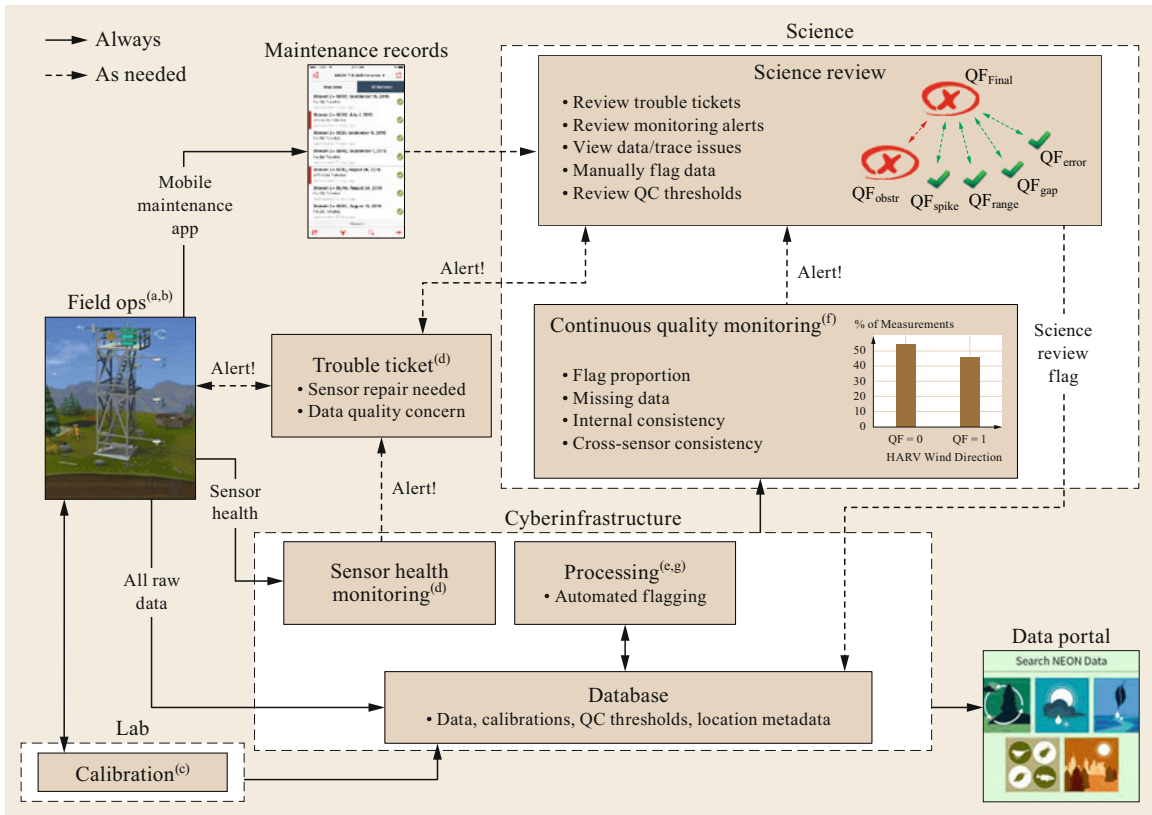 Always
As needed
Maintenance records
Science
Science review
• Review trouble tickets
• Review monitoring alerts
• View data/trace issues
• Manually flag data
• Review QC thresholds
QFFinal
QFobstr
QFspike
QFrange
QFgap
QFerror
Mobile
maintenance
app
Alert!
Alert!
Field ops(a,b)
Alert!
Trouble ticket(d)
• Sensor repair needed
• Data quality concern
Continuous quality monitoring(f)
• Flag proportion
• Missing data
• Internal consistency
• Cross-sensor consistency
% of Measurements
50
40
30
20
10
0
QF = 0
QF = 1
HARV Wind Direction
Science
review
flag
Sensor
health
Alert!
Cyberinfrastructure
Sensor health
monitoring(d)
Processing(e,g)
• Automated flagging
All raw
data
Database
• Data, calibrations, QC thresholds, location metadata
Data portal
Search NEON Data
Lab
Calibration(c)